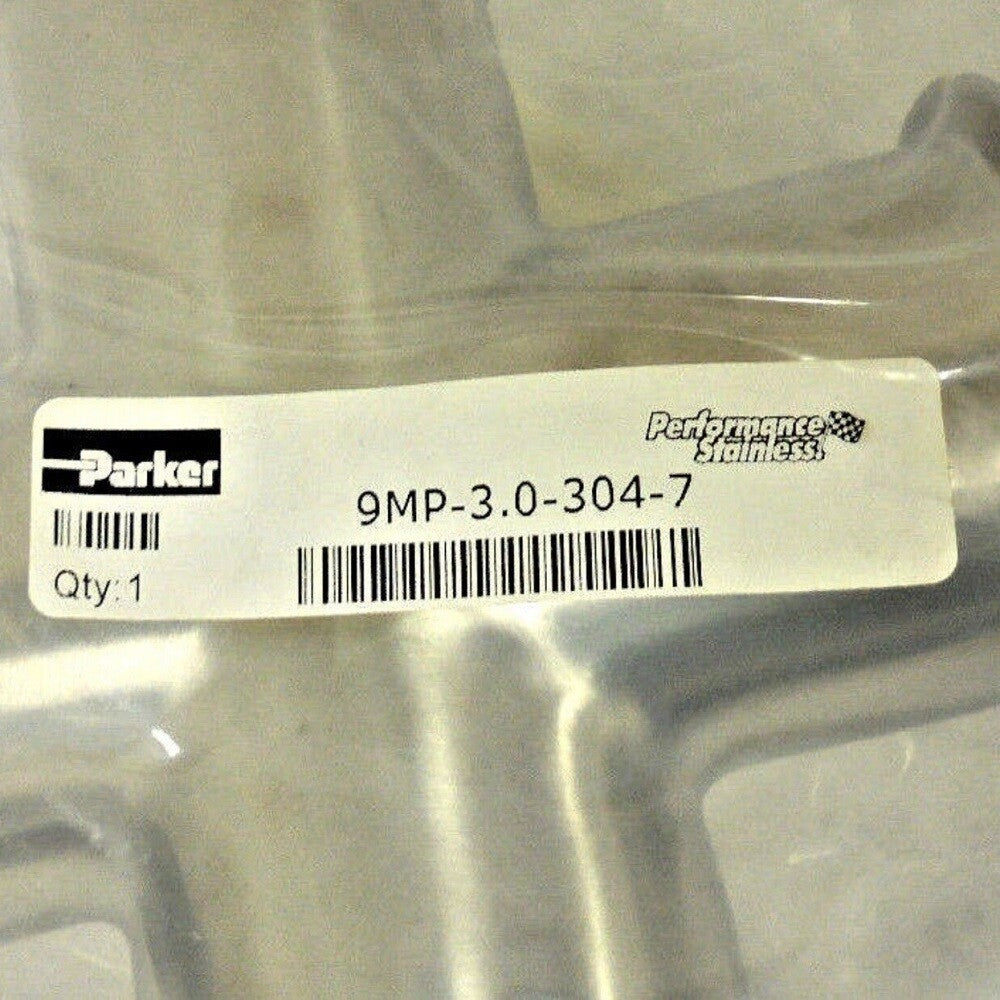 Parker
Performance
Stainless!
9MP-3.0-304-7
Qty: 1